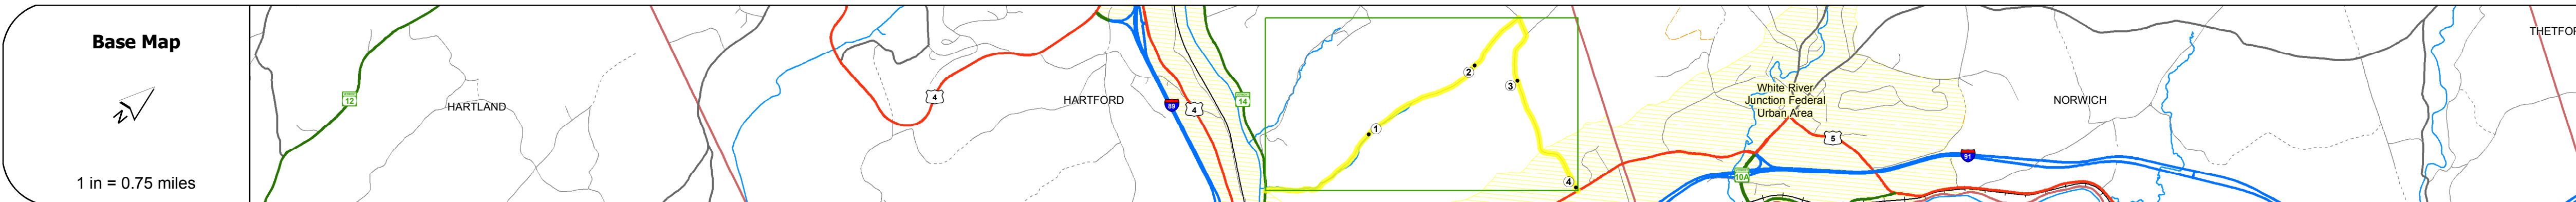 Base Map
N
1 in = 0.75 miles
12
HARTLAND
4
HARTFORD
89
4
14
1
2
3
4
White River
Junction Federal
Urban Area
5
10A
91
NORWICH
THETFOR